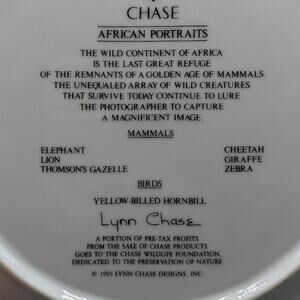 CHASE
AFRICAN PORTRAITS
THE WILD CONTINENT OF AFRICA
IS THE LAST GREAT REFUGE
OF THE REMNANTS OF A GOLDEN AGE OF MAMMALS.
THE UNEQUALED ARRAY OF WILD CREATURES
THAT SURVIVE TODAY CONTINUE TO LURE
THE PHOTOGRAPHER TO CAPTURE
A MAGNIFICENT IMAGE.
MAMMALS
ELEPHANT CHEETAH
LION GIRAFFE
THOMSON'S GAZELLE ZEBRA
BIRDS
YELLOW-BILLED HORNBILL
Lynn Chase
A PORTION OF PRE-TAX PROFITS
FROM THE SALE OF CHASE PRODUCTS
GOES TO THE CHASE WILDLIFE FOUNDATION,
DEDICATED TO THE PRESERVATION OF NATURE
© 1995 LYNN CHASE DESIGNS, INC.